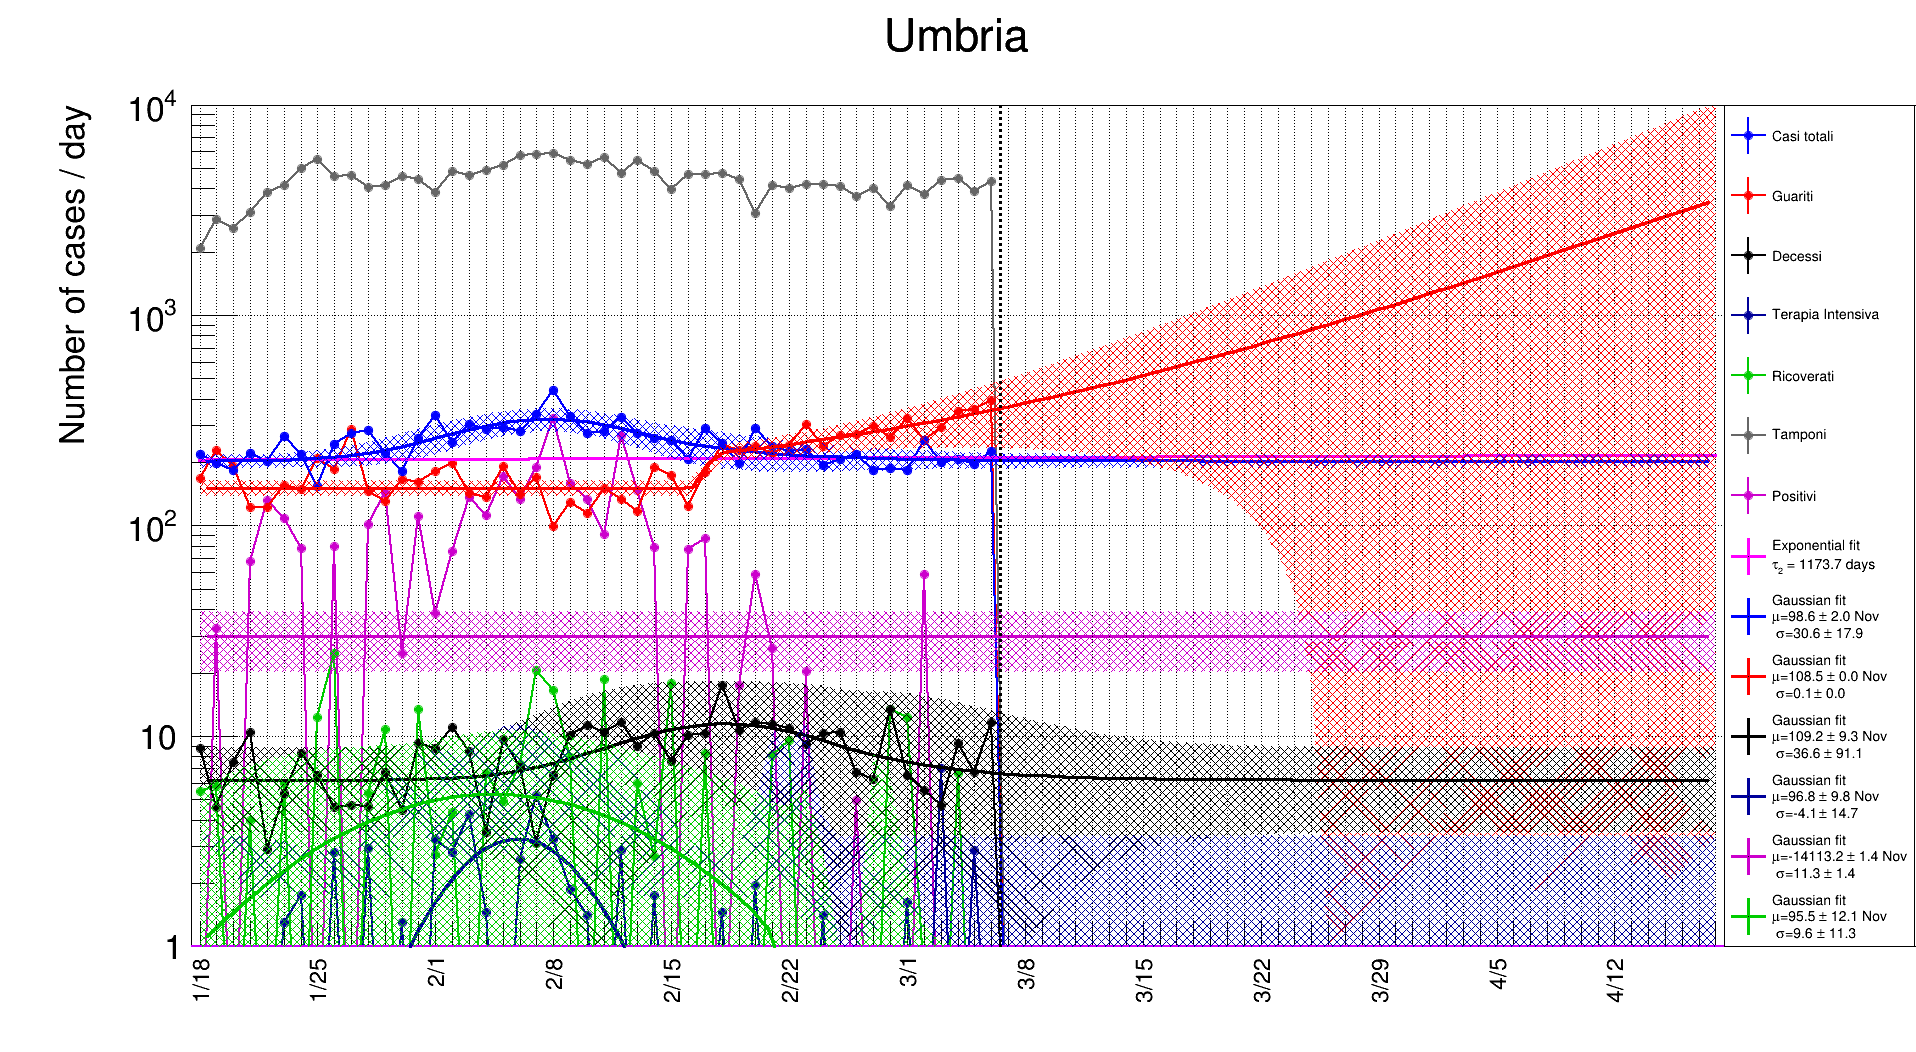 Umbria
Number of cases / day
10⁴
10³
10²
10
1
1/18
1/25
2/1
2/8
2/15
2/22
3/1
3/8
3/15
3/22
3/29
4/5
4/12
Casi totali
Guariti
Decessi
Terapia Intensiva
Ricoverati
Tamponi
Positivi
Exponential fit
τ₂ = 1173.7 days
Gaussian fit
μ=98.6 ± 2.0 Nov
σ=30.6 ± 17.9
Gaussian fit
μ=108.5 ± 0.0 Nov
σ=0.1 ± 0.0
Gaussian fit
μ=109.2 ± 9.3 Nov
σ=36.6 ± 91.1
Gaussian fit
μ=96.8 ± 9.8 Nov
σ=-4.1 ± 14.7
Gaussian fit
μ=-14113.2 ± 1.4 Nov
σ=11.3 ± 1.4
Gaussian fit
μ=95.5 ± 12.1 Nov
σ=9.6 ± 11.3